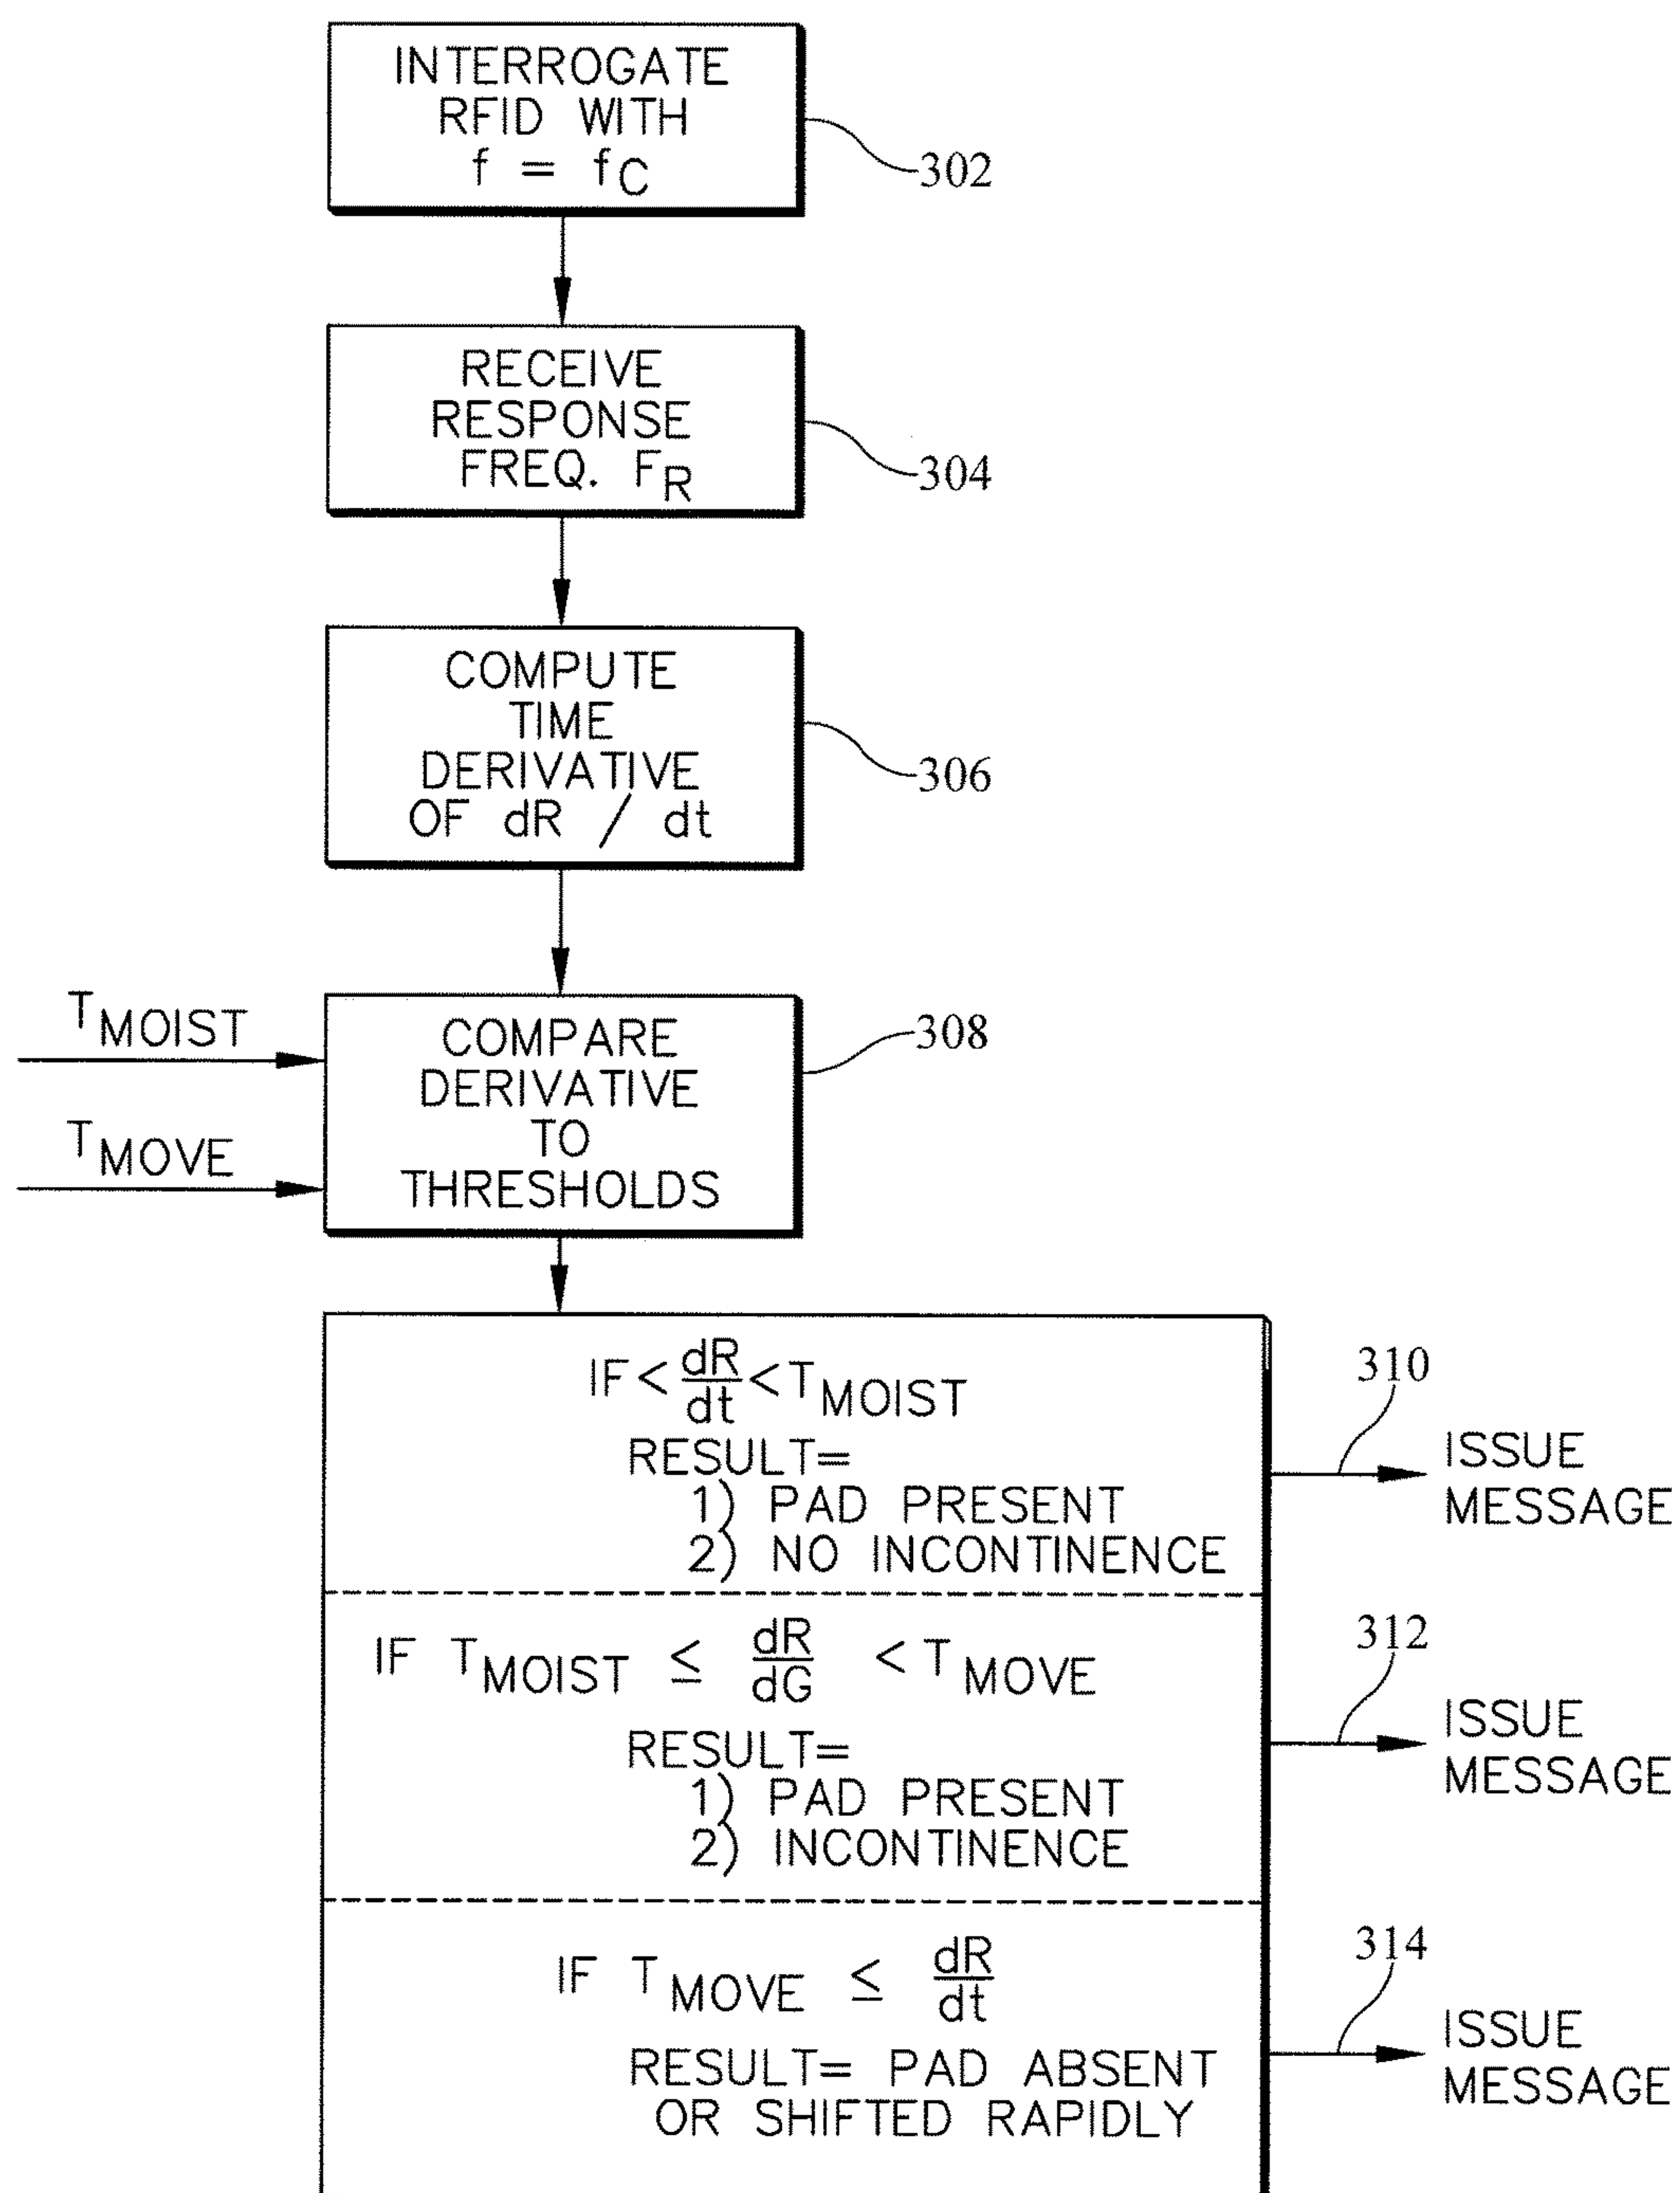 INTERROGATE
RFID WITH
f = fC
302
RECEIVE
RESPONSE
FREQ. FR
304
COMPUTE
TIME
DERIVATIVE
OF dR / dt
306
TMOIST
TMOVE
COMPARE
DERIVATIVE
TO
THRESHOLDS
308
IF < dR/dt < TMOIST
RESULT=
1) PAD PRESENT
2) NO INCONTINENCE
310
ISSUE
MESSAGE
IF TMOIST ≤ dR/dG < TMOVE
RESULT=
1) PAD PRESENT
2) INCONTINENCE
312
ISSUE
MESSAGE
IF TMOVE ≤ dR/dt
RESULT= PAD ABSENT
OR SHIFTED RAPIDLY
314
ISSUE
MESSAGE